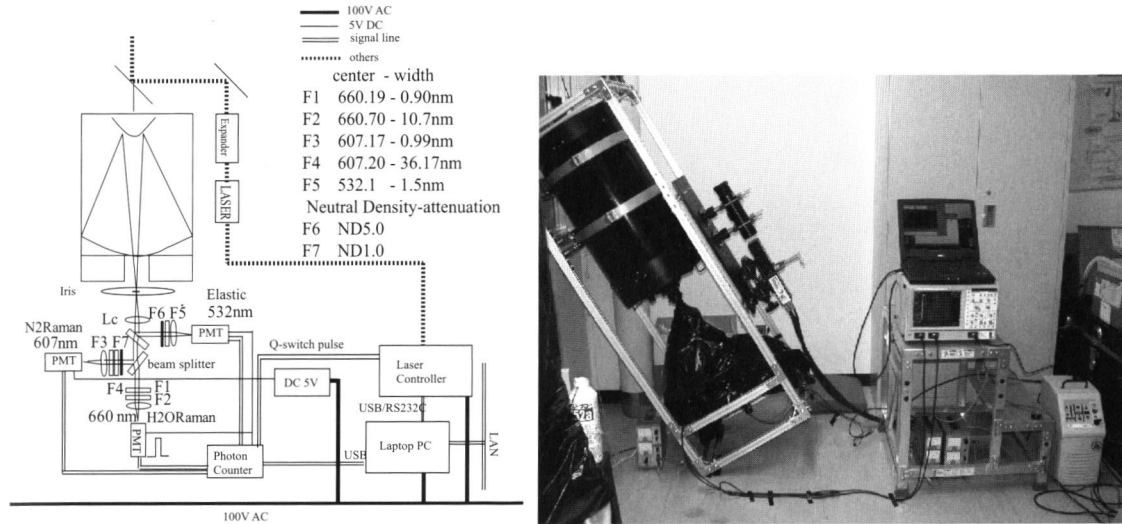 100V AC
5V DC
signal line
others
center - width
F1 660.19 - 0.90nm
F2 660.70 - 10.7nm
F3 607.17 - 0.99nm
F4 607.20 - 36.17nm
F5 532.1 - 1.5nm
Neutral Density-attenuation
F6 ND5.0
F7 ND1.0
Expander
LASER
Iris
Lc
F6 F5
Elastic
532nm
PMT
N2Raman
607nm
PMT
F3 F7
beam splitter
Q-switch pulse
Laser
Controller
DC 5V
F4
F1
F2
660 nm
H2ORaman
PMT
USB/RS232C
Photon
Counter
USB
Laptop PC
LAN
100V AC